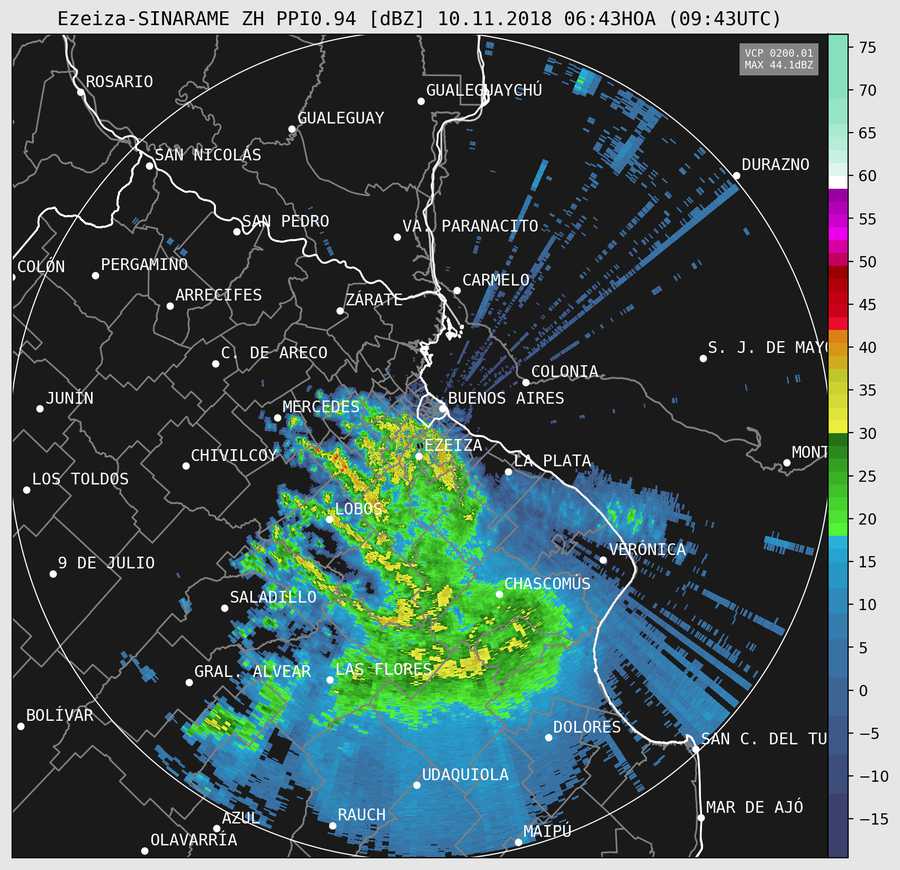 Ezeiza-SINARAME ZH PPI0.94 [dBZ] 10.11.2018 06:43HOA (09:43UTC)
VCP 0200.01
MAX 44.1dBZ
ROSARIO
GUALEGUAYCHÚ
GUALEGUAY
SAN NICOLÁS
DURAZNO
SAN PEDRO
VA. PARANACITO
COLÓN
PERGAMINO
CARMELO
ARRECIFES
ZÁRATE
C. DE ARECO
S. J. DE MAY
COLONIA
JUNÍN
MERCEDES
BUENOS AIRES
EZEIZA
CHIVILCOY
LA PLATA
MONT
LOS TOLDOS
LOBOS
VERÓNICA
9 DE JULIO
CHASCOMÚS
SALADILLO
GRAL. ALVEAR
LAS FLORES
BOLÍVAR
DOLORES
SAN C. DEL TU
UDAQUIOLA
MAR DE AJÓ
RAUCH
AZUL
MAIPÚ
OLAVARRÍA
75
70
65
60
55
50
45
40
35
30
25
20
15
10
5
0
−5
−10
−15